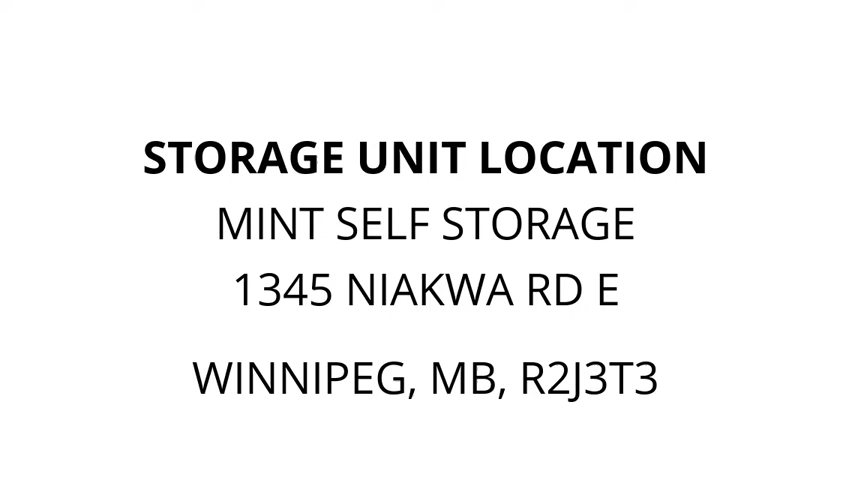 STORAGE UNIT LOCATION
MINT SELF STORAGE
1345 NIAKWA RD E
WINNIPEG, MB, R2J3T3